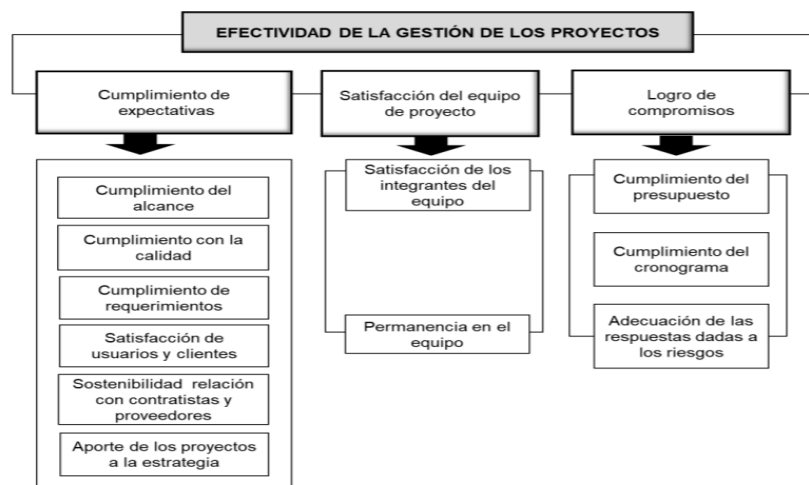 EFECTIVIDAD DE LA GESTIÓN DE LOS PROYECTOS
Cumplimiento de
expectativas
Satisfacción del equipo
de proyecto
Logro de
compromisos
Cumplimiento del
alcance
Cumplimiento con la
calidad
Cumplimiento de
requerimientos
Satisfacción de
usuarios y clientes
Sostenibilidad relación
con contratistas y
proveedores
Aporte de los proyectos
a la estrategia
Satisfacción de los
integrantes del
equipo
Permanencia en el
equipo
Cumplimiento del
presupuesto
Cumplimiento del
cronograma
Adecuación de las
respuestas dadas a
los riesgos